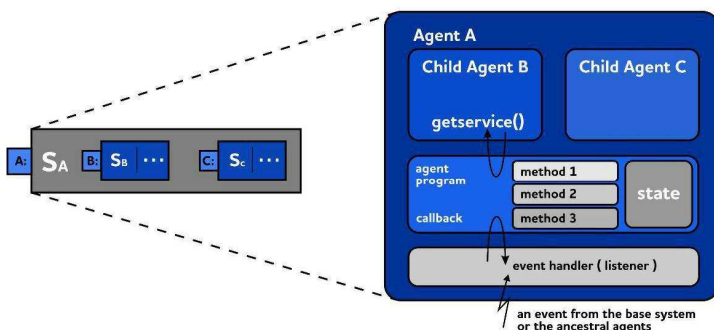 A:
SA
B:
SB
...
C:
Sc
...
Agent A
Child Agent B
Child Agent C
getservice()
agent
program
method 1
method 2
callback
method 3
state
event handler ( listener )
an event from the base system
or the ancestral agents